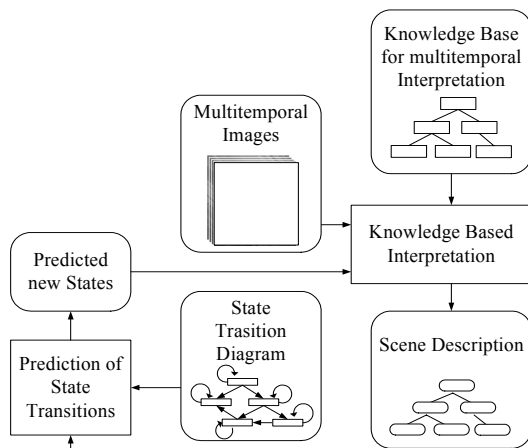 Knowledge Base
for multitemporal
Interpretation
Multitemporal
Images
Knowledge Based
Interpretation
Predicted
new States
State
Trasition
Diagram
Prediction of
State
Transitions
Scene Description